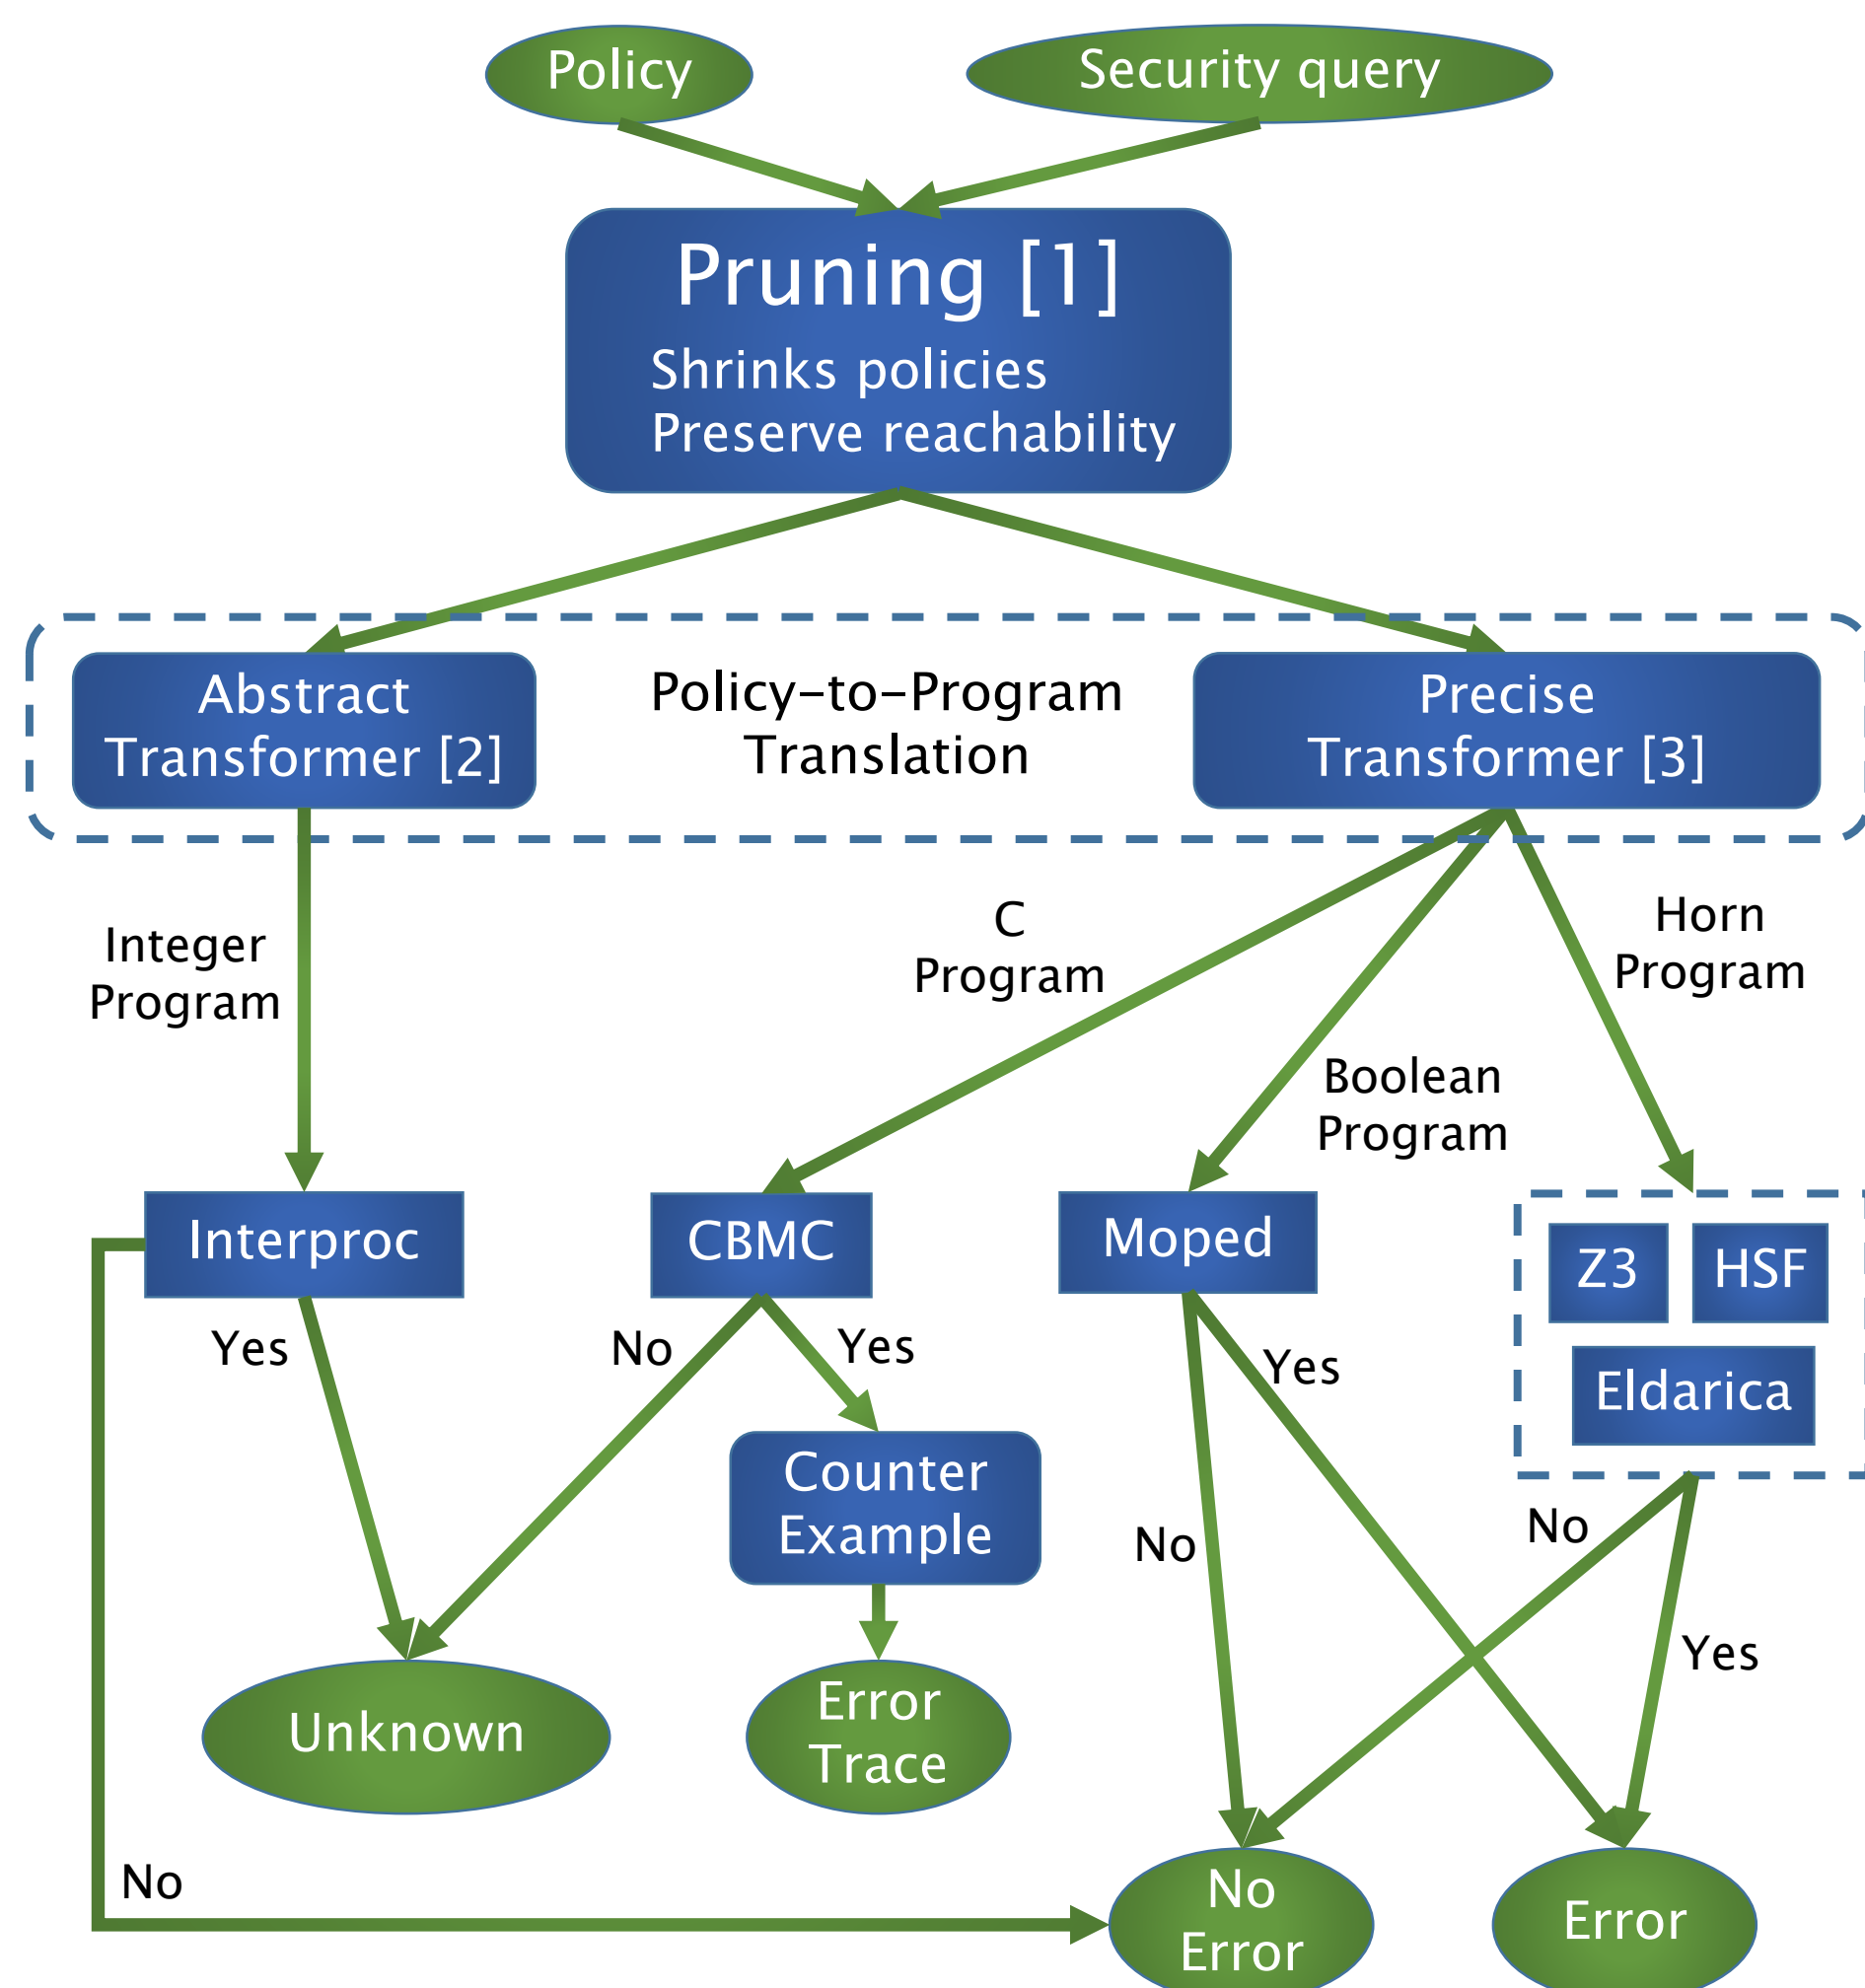 Policy
Security query
Pruning [1]
Shrinks policies
Preserve reachability
Abstract
Transformer [2]
Policy-to-Program
Translation
Precise
Transformer [3]
Integer
Program
C
Program
Boolean
Program
Horn
Program
Interproc
CBMC
Moped
Z3
HSF
Eldarica
Yes
No
Yes
Yes
Counter
Example
No
No
Yes
Unknown
Error
Trace
No
No
Error
Error